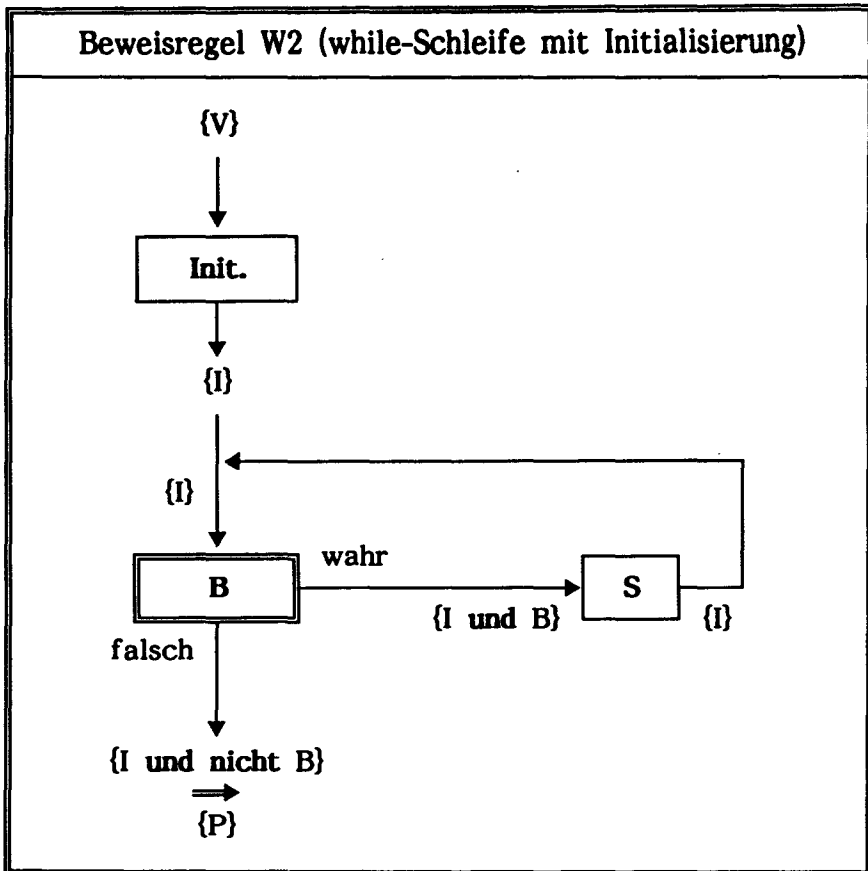 Beweisregel W2 (while-Schleife mit Initialisierung)
{V}
Init.
{I}
{I}
wahr
B
S
{I und B}
{I}
falsch
{I und nicht B}
{P}